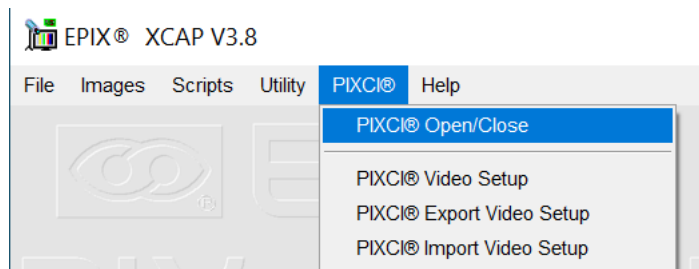 EPIX® XCAP V3.8
File Images Scripts Utility PIXCI® Help
PIXCI® Open/Close
PIXCI® Video Setup
PIXCI® Export Video Setup
PIXCI® Import Video Setup